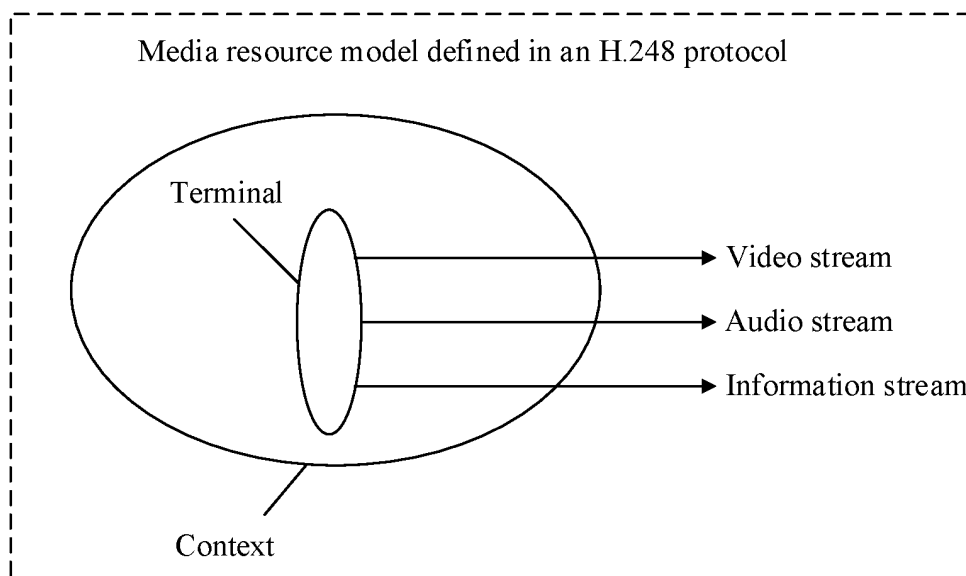 Media resource model defined in an H.248 protocol
Terminal
Video stream
Audio stream
Information stream
Context